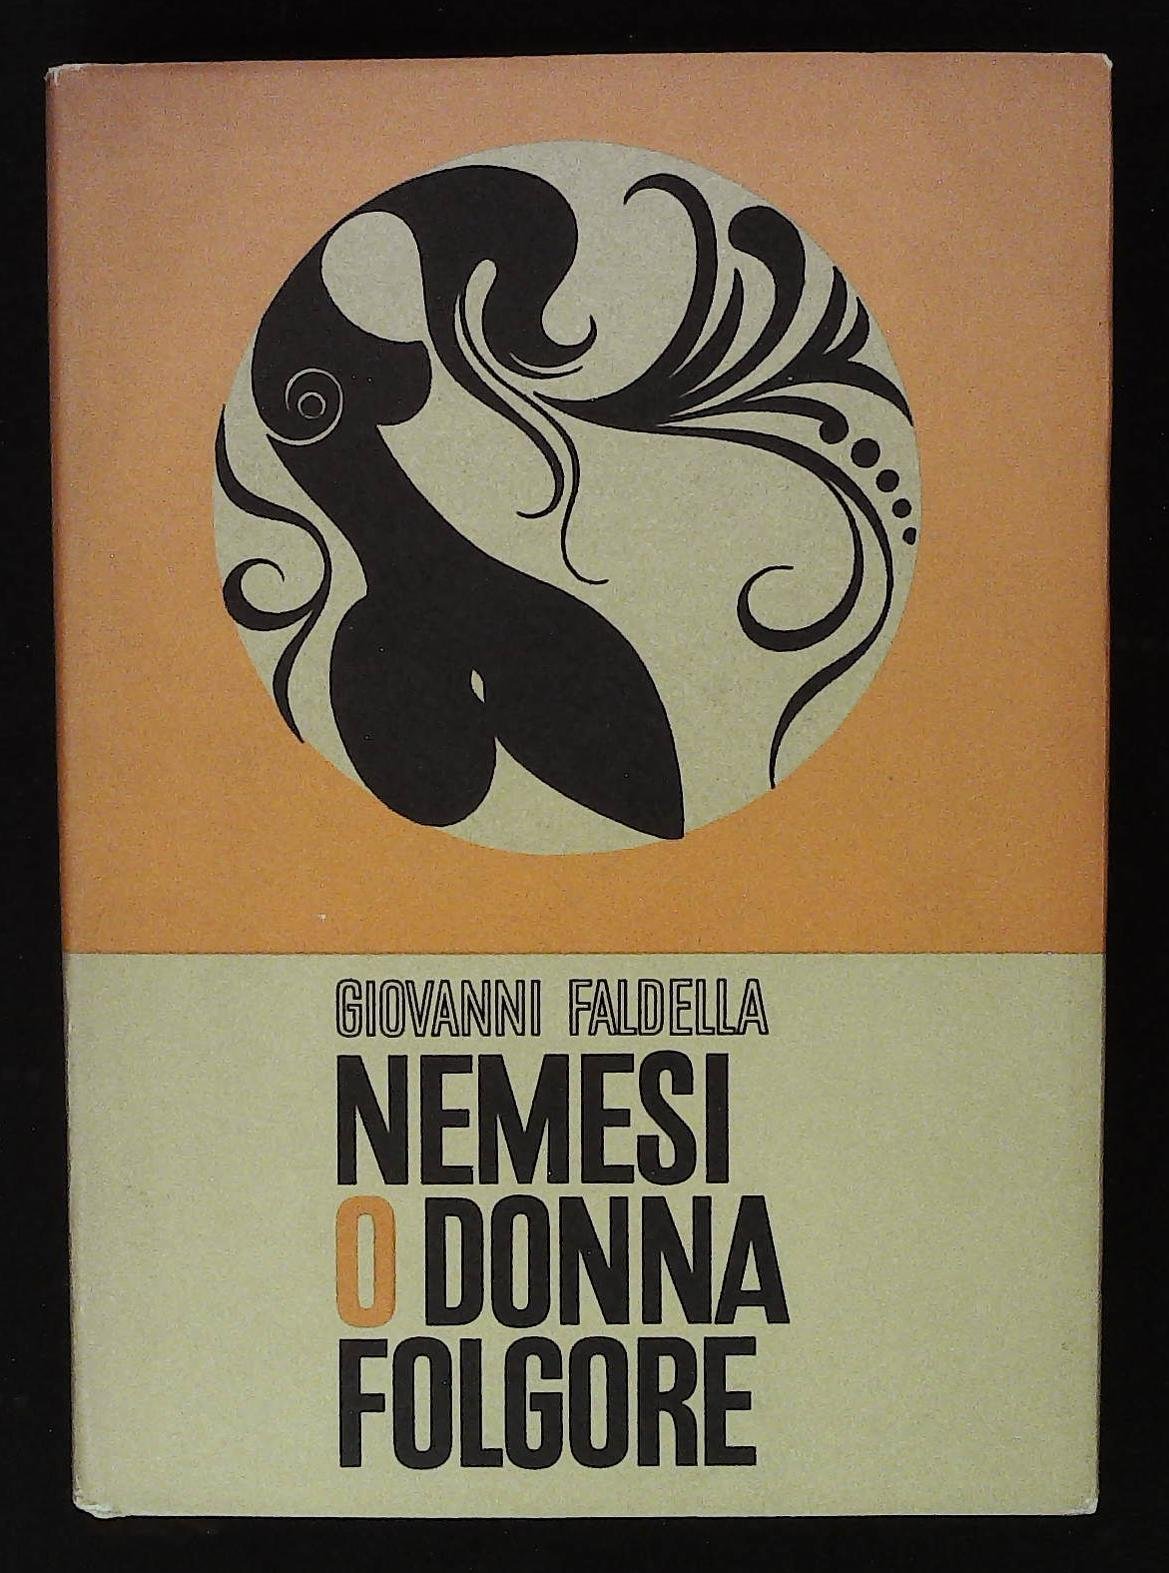 GIOVANNI FALDELLA
NEMESI
O DONNA
FOLGORE